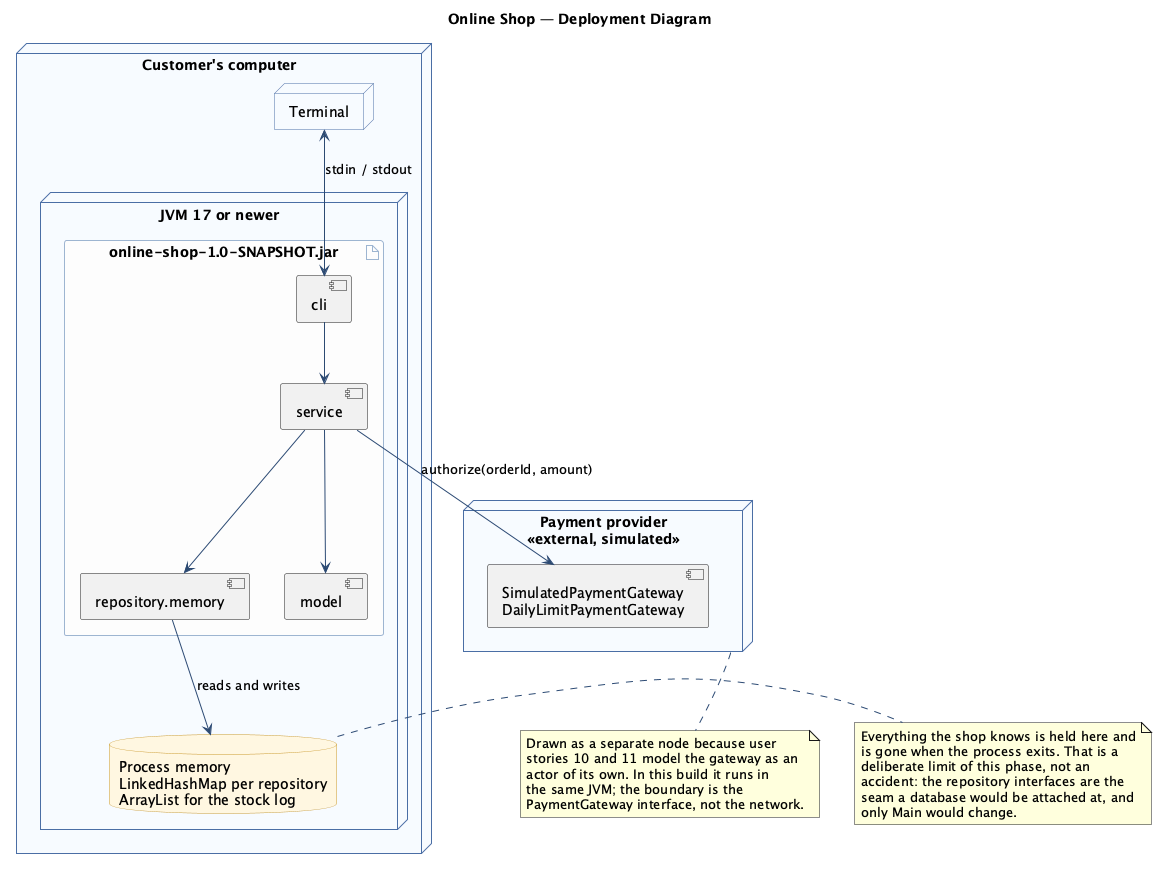 Online Shop — Deployment Diagram
Customer's computer
Terminal
stdin / stdout
JVM 17 or newer
online-shop-1.0-SNAPSHOT.jar
cli
service
authorize(orderId, amount)
Payment provider
«external, simulated»
SimulatedPaymentGateway
DailyLimitPaymentGateway
repository.memory
model
reads and writes
Process memory
LinkedHashMap per repository
ArrayList for the stock log
Drawn as a separate node because user
stories 10 and 11 model the gateway as an
actor of its own. In this build it runs in
the same JVM; the boundary is the
PaymentGateway interface, not the network.
Everything the shop knows is held here and
is gone when the process exits. That is a
deliberate limit of this phase, not an
accident: the repository interfaces are the
seam a database would be attached at, and
only Main would change.